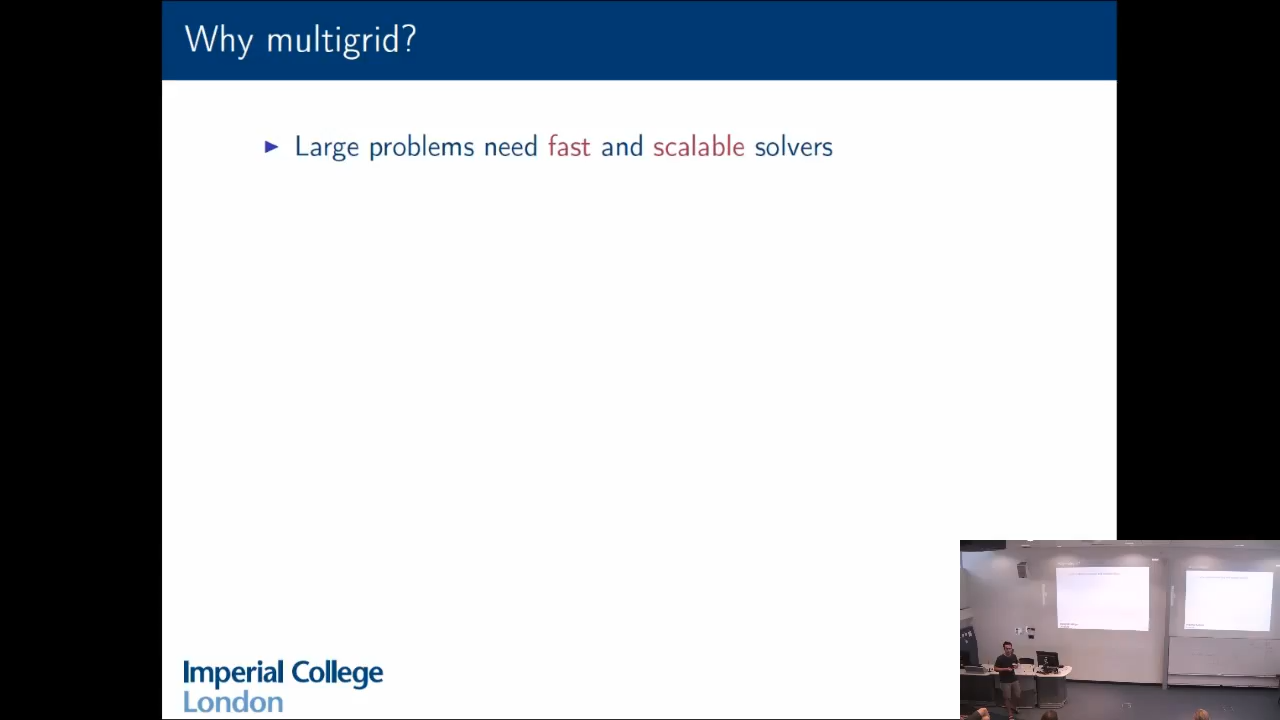 Why multigrid?
► Large problems need fast and scalable solvers
Imperial College
London